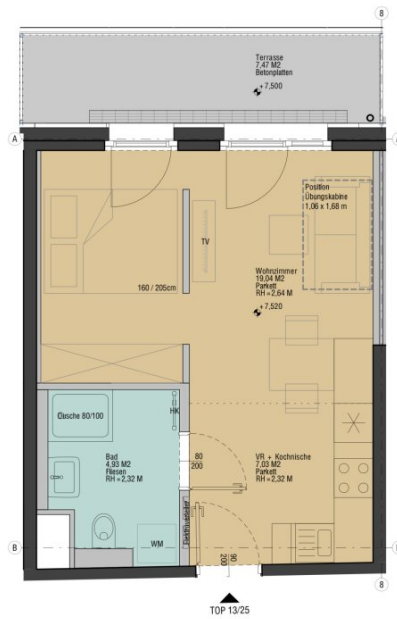 8
Terrasse
7,47 M2
Betonplatten
+ 7,500
A
A
Position
Übungskabine
1,06 x 1,68 m
TV
160 / 205cm
Wohnzimmer
19,04 M2
Parkett
RH =2,64 M
+ 7,520
Dusche 80/100
HK
Bad
4,93 M2
Fliesen
RH =2,32 M
80
200
VR + Kochnische
7,03 M2
Parkett
RH =2,32 M
Elektroverteiler
WM
B
B
90
200
8
TOP 13/25